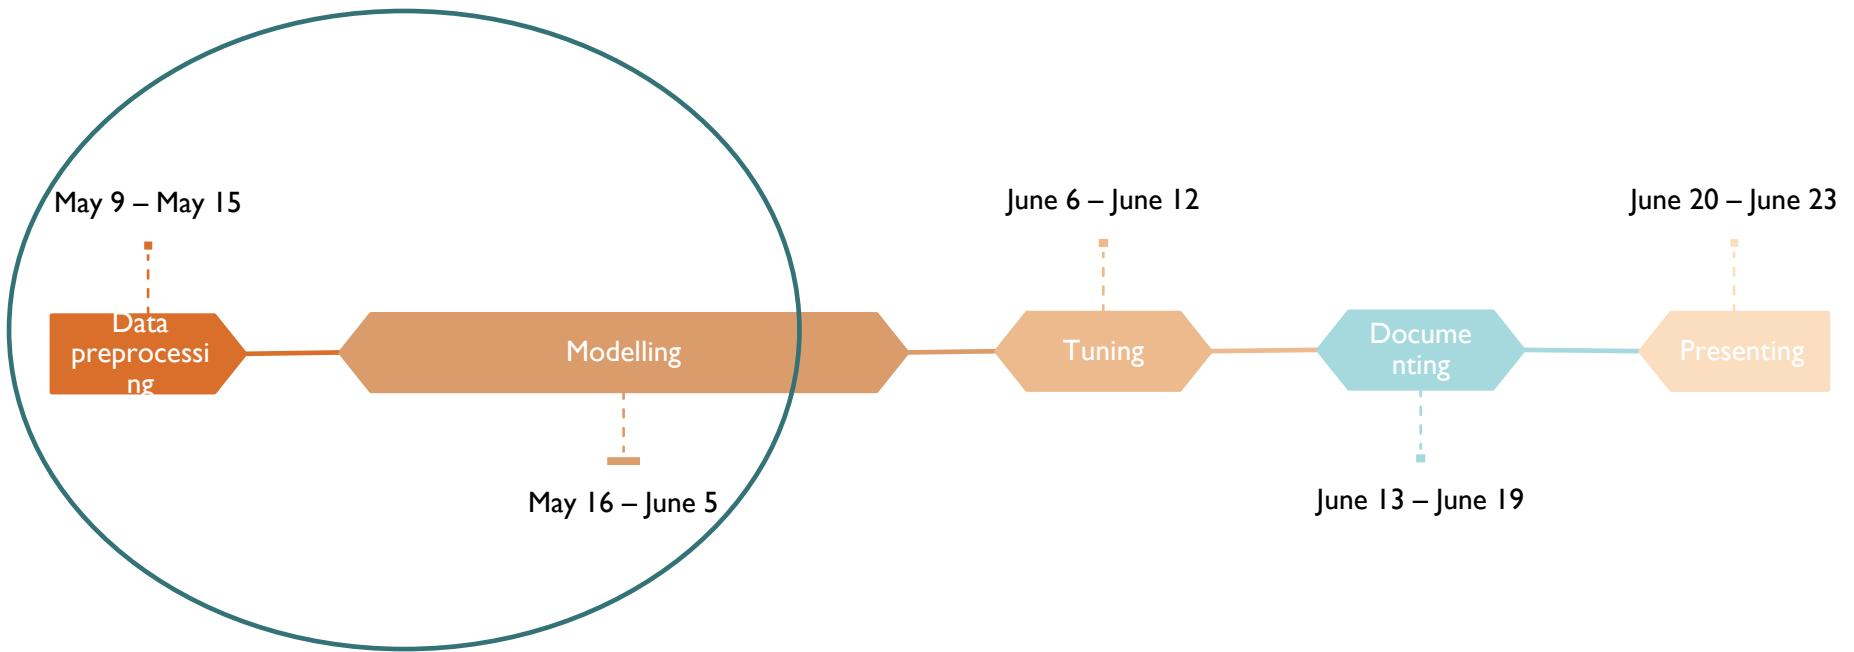 May 9 – May 15
Data
preprocessi
ng
Modelling
May 16 – June 5
June 6 – June 12
Tuning
Docume
nting
June 13 – June 19
June 20 – June 23
Presenting